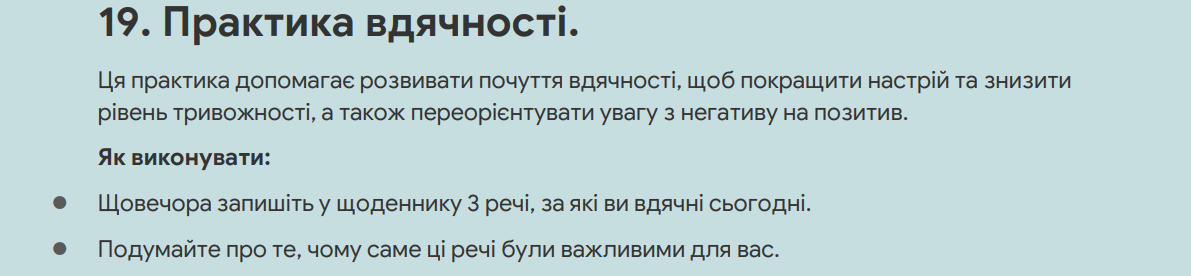 19. Практика вдячності.
Ця практика допомагає розвивати почуття вдячності, щоб покращити настрій та знизити
рівень тривожності, а також переорієнтувати увагу з негативу на позитив.
Як виконувати:
● Щовечора запишіть у щоденнику 3 речі, за які ви вдячні сьогодні.
● Подумайте про те, чому саме ці речі були важливими для вас.